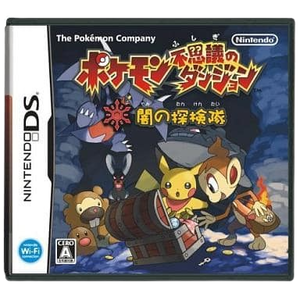 The Pokémon Company
Nintendo
ふしぎ
ポケモン不思議の
ダンジョン
やみ たんけんたい
闇の探検隊
NINTENDO DS
Nintendo
Wi-Fi
CERO
A